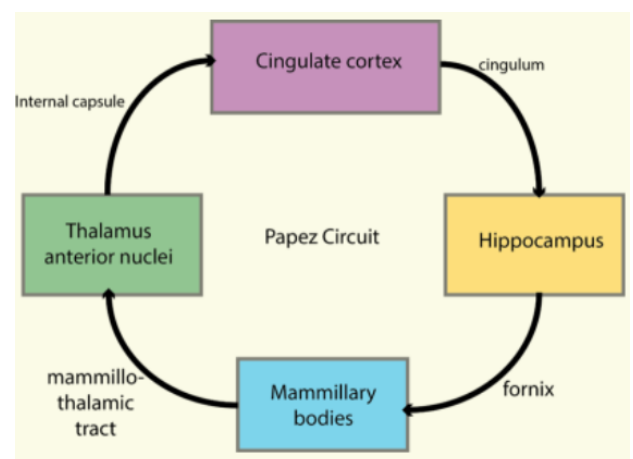 Cingulate cortex
cingulum
Internal capsule
Thalamus
anterior nuclei
Papez Circuit
Hippocampus
mammillo-
thalamic
tract
Mammillary
bodies
fornix